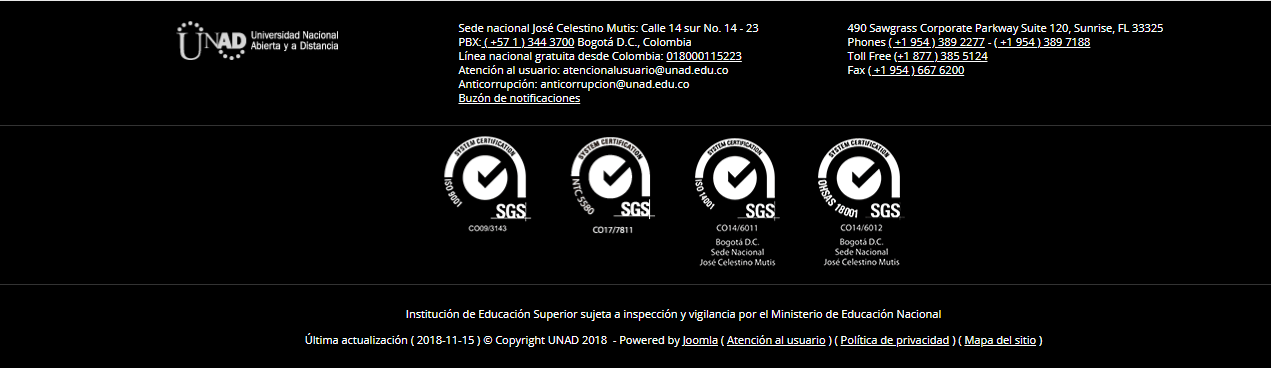 UNAD Universidad Nacional
Abierta y a Distancia
Sede nacional José Celestino Mutis: Calle 14 sur No. 14 - 23
PBX: ( +57 1 ) 344 3700 Bogotá D.C., Colombia
Línea nacional gratuita desde Colombia: 018000115223
Atención al usuario: atencionalusuario@unad.edu.co
Anticorrupción: anticorrupcion@unad.edu.co
Buzón de notificaciones
490 Sawgrass Corporate Parkway Suite 120, Sunrise, FL 33325
Phones ( +1 954 ) 389 2277 - ( +1 954 ) 389 7188
Toll Free (+1 877 ) 385 5124
Fax ( +1 954 ) 667 6200
SYSTEM CERTIFICATION
ISO 9001
SGS
CO09/3143
SYSTEM CERTIFICATION
NTC 5580
SGS
CO17/7811
SYSTEM CERTIFICATION
ISO 14001
SGS
CO14/6011
Bogotá D.C.
Sede Nacional
José Celestino Mutis
SYSTEM CERTIFICATION
OHSAS 18001
SGS
CO14/6012
Bogotá D.C.
Sede Nacional
José Celestino Mutis
Institución de Educación Superior sujeta a inspección y vigilancia por el Ministerio de Educación Nacional
Última actualización ( 2018-11-15 ) © Copyright UNAD 2018 - Powered by Joomla ( Atención al usuario ) ( Política de privacidad ) ( Mapa del sitio )